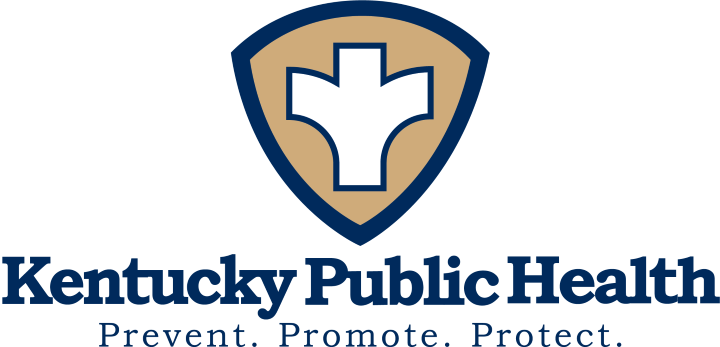 Kentucky Public Health
Prevent. Promote. Protect.